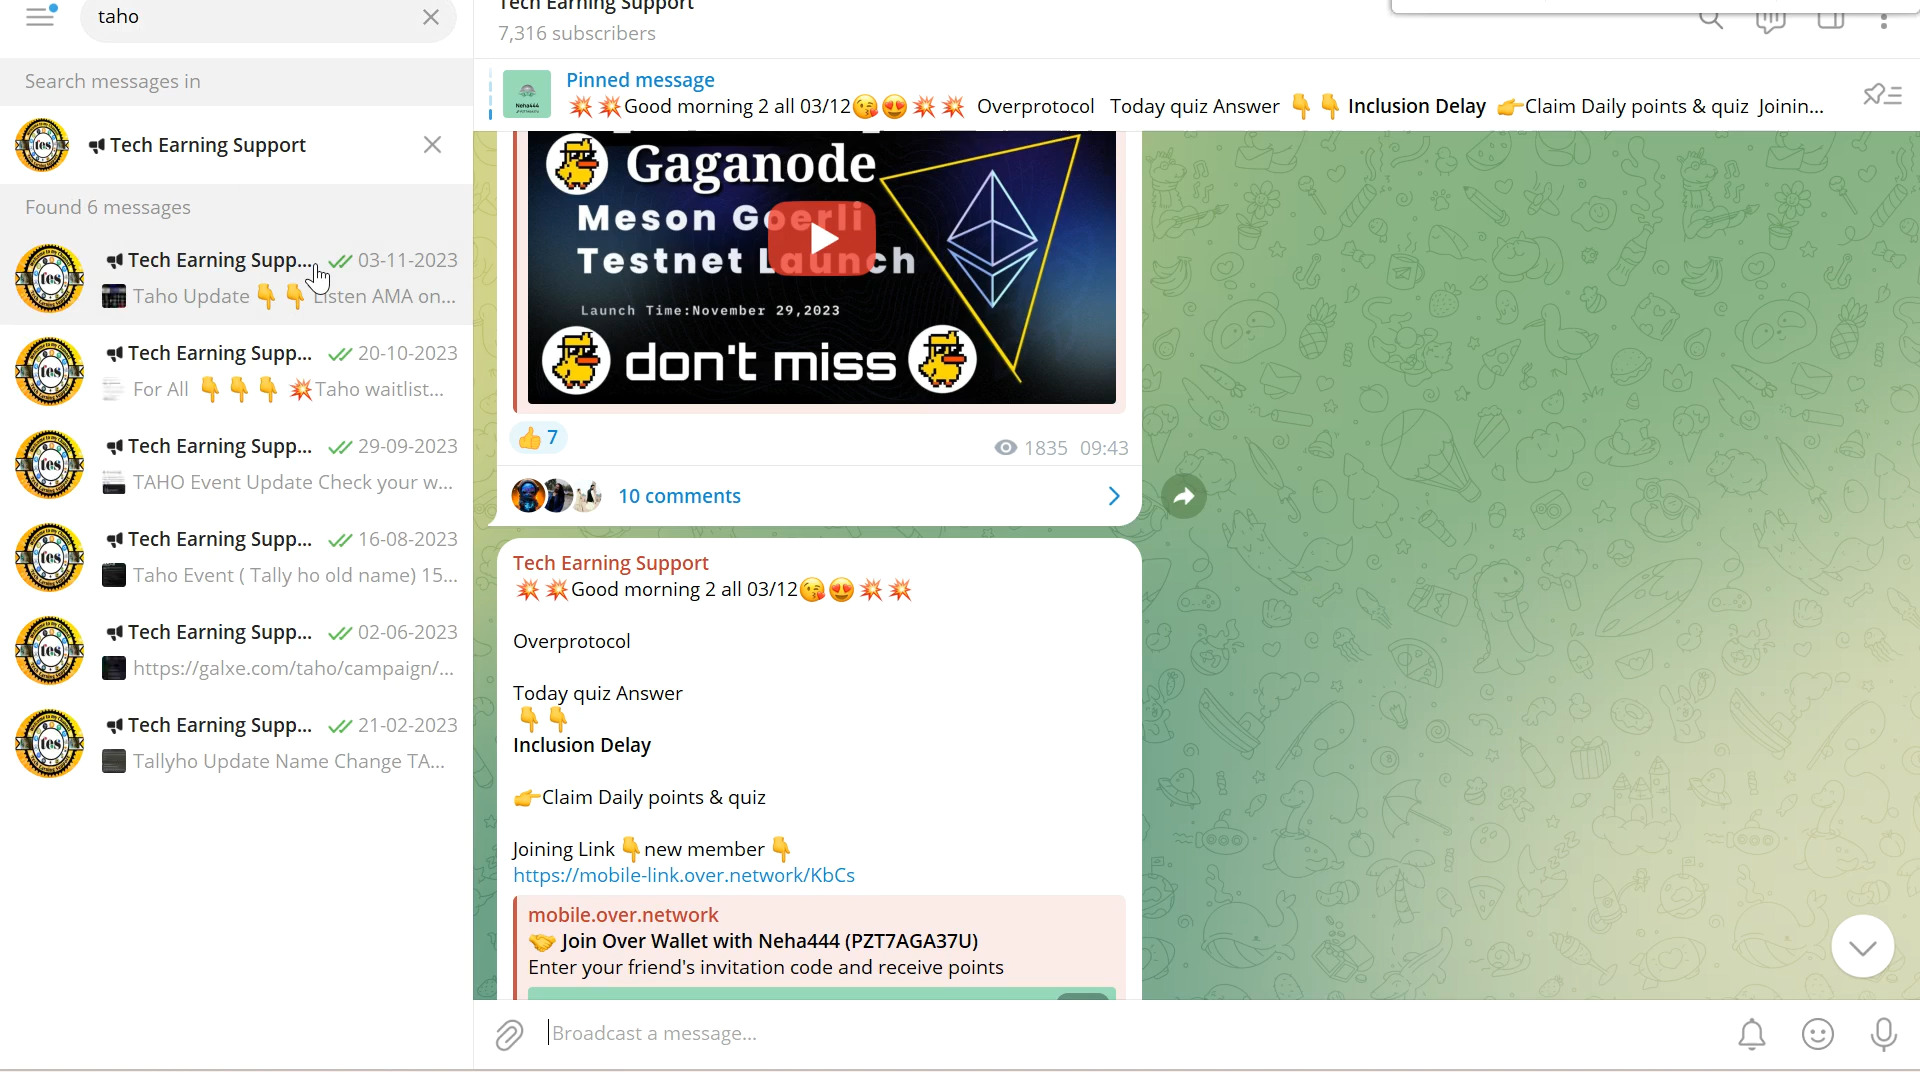 taho
Search messages in
Tech Earning Support
Found 6 messages
Tech Earning Supp... 03-11-2023
Taho Update 👇 👇 Listen AMA on...
Tech Earning Supp... 20-10-2023
For All 👇 👇 👇 💥Taho waitlist...
Tech Earning Supp... 29-09-2023
TAHO Event Update Check your w...
Tech Earning Supp... 16-08-2023
Taho Event ( Tally ho old name) 15...
Tech Earning Supp... 02-06-2023
https://galxe.com/taho/campaign/...
Tech Earning Supp... 21-02-2023
Tallyho Update Name Change TA...
Tech Earning Support
7,316 subscribers
Pinned message
💥 💥Good morning 2 all 03/12😘😍💥 💥 Overprotocol Today quiz Answer 👇 👇 Inclusion Delay 👉Claim Daily points & quiz Joinin...
Gaganode
Meson Goerli
Testnet Launch
Launch Time:November 29,2023
don't miss
👍 7
1835 09:43
10 comments
Tech Earning Support
💥 💥Good morning 2 all 03/12😘😍💥 💥
Overprotocol
Today quiz Answer
👇 👇
Inclusion Delay
👉Claim Daily points & quiz
Joining Link 👇new member 👇
https://mobile-link.over.network/KbCs
mobile.over.network
🤝 Join Over Wallet with Neha444 (PZT7AGA37U)
Enter your friend's invitation code and receive points
Broadcast a message...